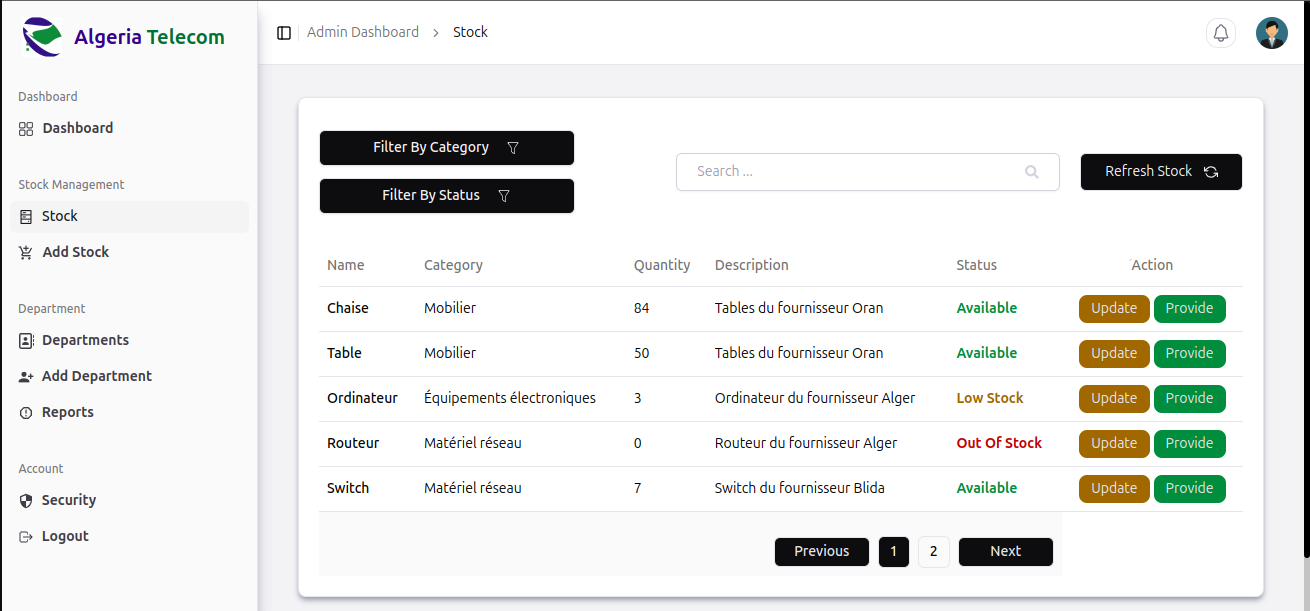 Algeria Telecom
Admin Dashboard > Stock
Dashboard
Dashboard
Stock Management
Stock
Add Stock
Department
Departments
Add Department
Reports
Account
Security
Logout
Filter By Category
Filter By Status
Search ...
Refresh Stock
Name Category Quantity Description Status Action
Chaise Mobilier 84 Tables du fournisseur Oran Available Update Provide
Table Mobilier 50 Tables du fournisseur Oran Available Update Provide
Ordinateur Équipements électroniques 3 Ordinateur du fournisseur Alger Low Stock Update Provide
Routeur Matériel réseau 0 Routeur du fournisseur Alger Out Of Stock Update Provide
Switch Matériel réseau 7 Switch du fournisseur Blida Available Update Provide
Previous 1 2 Next